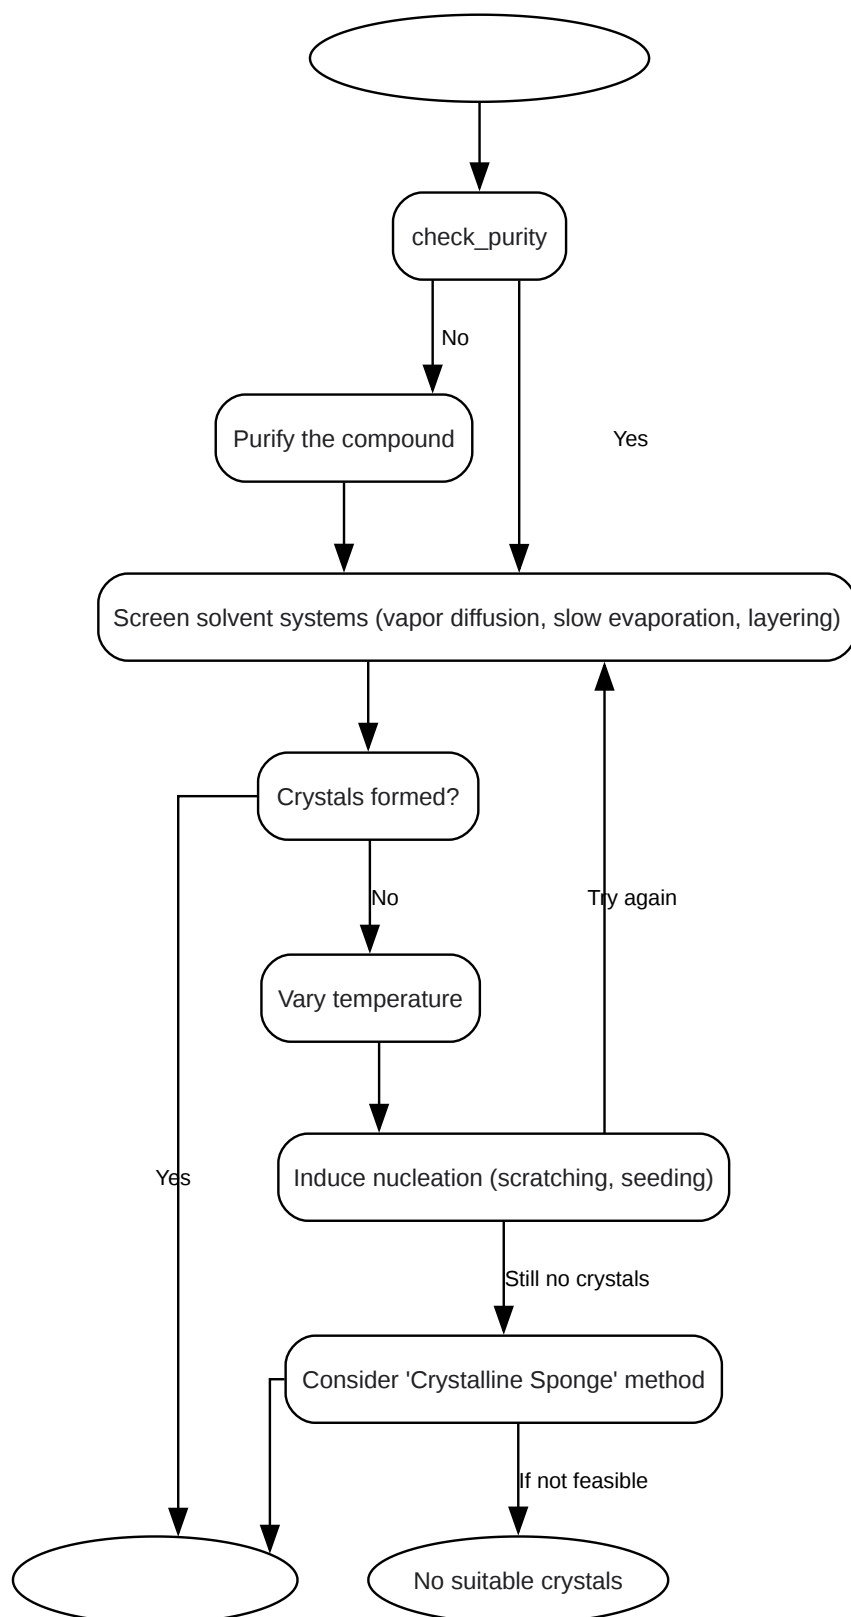 check_purity
No
Purify the compound
Yes
Screen solvent systems (vapor diffusion, slow evaporation, layering)
Crystals formed?
No
Try again
Vary temperature
Yes
Induce nucleation (scratching, seeding)
Still no crystals
Consider 'Crystalline Sponge' method
If not feasible
No suitable crystals